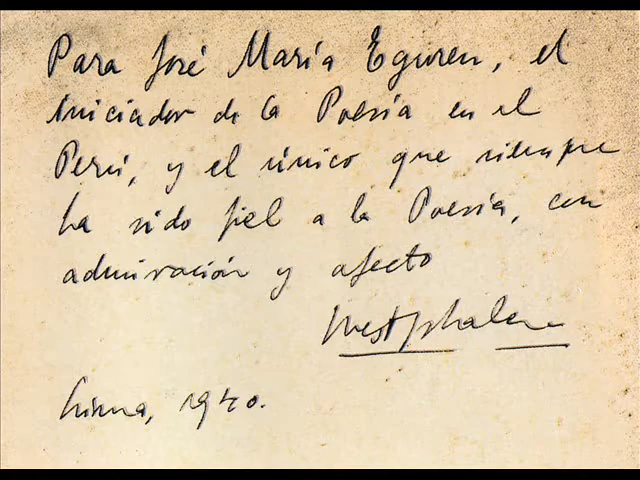 Para José María Eguren, el
iniciador de la Poesía en el
Perú, y el único que siempre
ha sido fiel a la Poesía, con
admiración y afecto
Westphalen
Lima, 1940.